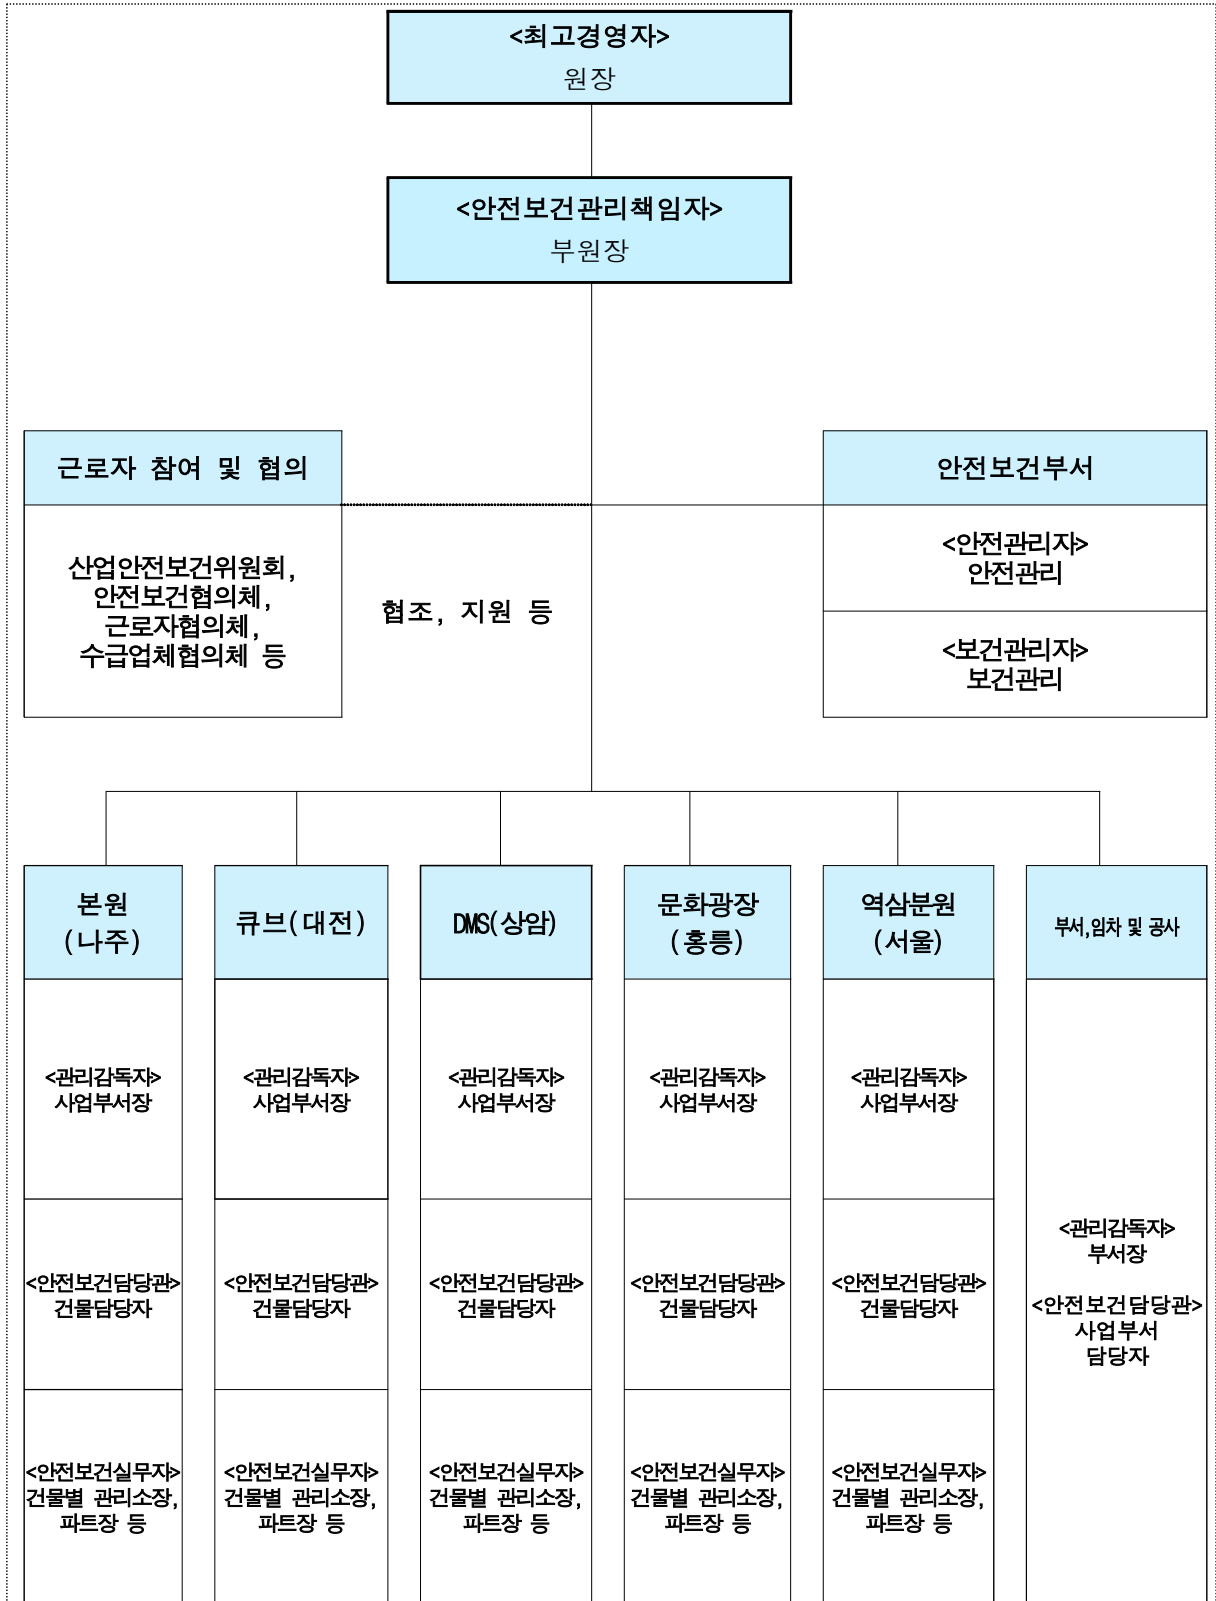 <최고경영자>
원장
<안전보건관리책임자>
부원장
근로자 참여 및 협의
산업안전보건위원회,
안전보건협의체,
근로자협의체,
수급업체협의체 등
협조, 지원 등
안전보건부서
<안전관리자>
안전관리
<보건관리자>
보건관리
본원
(나주)
<관리감독자>
사업부서장
<안전보건담당관>
건물담당자
<안전보건실무자>
건물별 관리소장,
파트장 등
큐브(대전)
<관리감독자>
사업부서장
<안전보건담당관>
건물담당자
<안전보건실무자>
건물별 관리소장,
파트장 등
DMS(상암)
<관리감독자>
사업부서장
<안전보건담당관>
건물담당자
<안전보건실무자>
건물별 관리소장,
파트장 등
문화광장
(홍릉)
<관리감독자>
사업부서장
<안전보건담당관>
건물담당자
<안전보건실무자>
건물별 관리소장,
파트장 등
역삼분원
(서울)
<관리감독자>
사업부서장
<안전보건담당관>
건물담당자
<안전보건실무자>
건물별 관리소장,
파트장 등
부서,임차 및 공사
<관리감독자>
부서장
<안전보건담당관>
사업부서
담당자